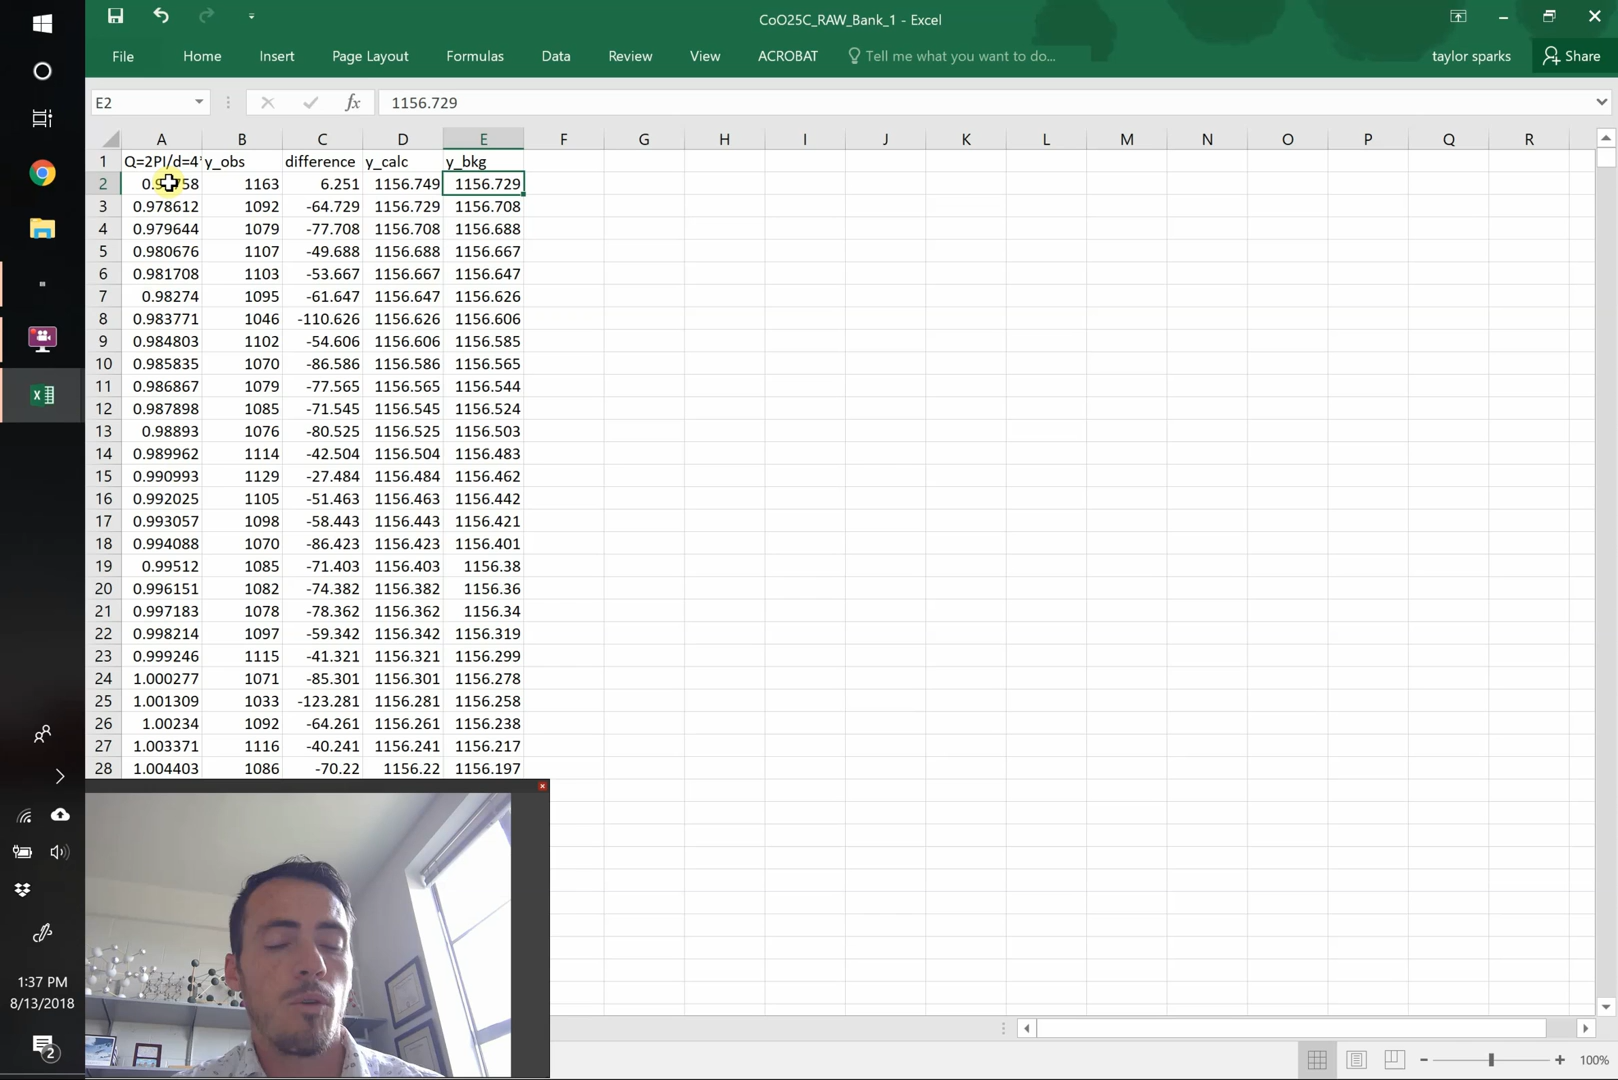 CoO25C_RAW_Bank_1 - Excel
File Home Insert Page Layout Formulas Data Review View ACROBAT Tell me what you want to do... taylor sparks Share
E2 fx 1156.729
A B C D E F G H I J K L M N O P Q R
1 Q=2PI/d=4* y_obs difference y_calc y_bkg
2 1163 6.251 1156.749 1156.729
3 0.978612 1092 -64.729 1156.729 1156.708
4 0.979644 1079 -77.708 1156.708 1156.688
5 0.980676 1107 -49.688 1156.688 1156.667
6 0.981708 1103 -53.667 1156.667 1156.647
7 0.98274 1095 -61.647 1156.647 1156.626
8 0.983771 1046 -110.626 1156.626 1156.606
9 0.984803 1102 -54.606 1156.606 1156.585
10 0.985835 1070 -86.586 1156.586 1156.565
11 0.986867 1079 -77.565 1156.565 1156.544
12 0.987898 1085 -71.545 1156.545 1156.524
13 0.98893 1076 -80.525 1156.525 1156.503
14 0.989962 1114 -42.504 1156.504 1156.483
15 0.990993 1129 -27.484 1156.484 1156.462
16 0.992025 1105 -51.463 1156.463 1156.442
17 0.993057 1098 -58.443 1156.443 1156.421
18 0.994088 1070 -86.423 1156.423 1156.401
19 0.99512 1085 -71.403 1156.403 1156.38
20 0.996151 1082 -74.382 1156.382 1156.36
21 0.997183 1078 -78.362 1156.362 1156.34
22 0.998214 1097 -59.342 1156.342 1156.319
23 0.999246 1115 -41.321 1156.321 1156.299
24 1.000277 1071 -85.301 1156.301 1156.278
25 1.001309 1033 -123.281 1156.281 1156.258
26 1.00234 1092 -64.261 1156.261 1156.238
27 1.003371 1116 -40.241 1156.241 1156.217
28 1.004403 1086 -70.22 1156.22 1156.197
1:37 PM
8/13/2018
2
100%